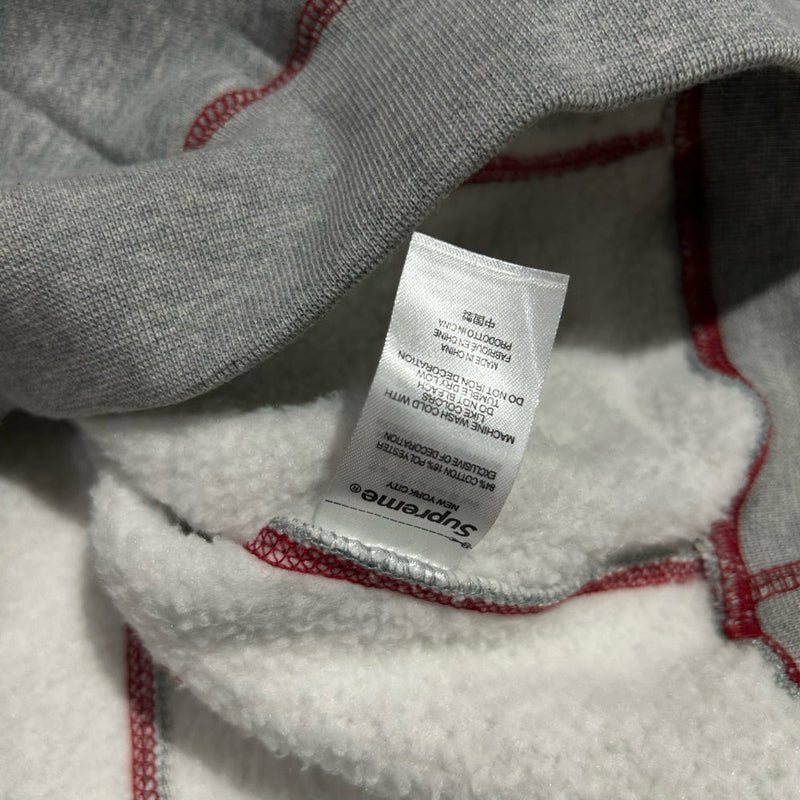 Supreme®
NEW YORK CITY
84% COTTON 16% POLYESTER
EXCLUSIVE OF DECORATION
MACHINE WASH COLD WITH
LIKE COLORS
DO NOT BLEACH
TUMBLE DRY LOW
DO NOT IRON DECORATION
MADE IN CHINA
FABRIQUE EN CHINE
PRODOTTO IN CINA
中国製